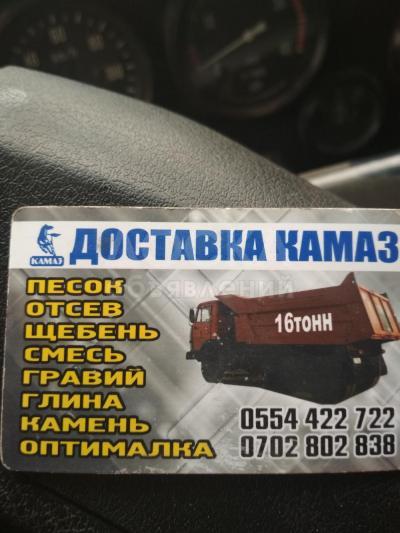 КАМАЗ
ДОСТАВКА КАМАЗ
ПЕСОК
ОТСЕВ
ЩЕБЕНЬ
СМЕСЬ
ГРАВИЙ
ГЛИНА
КАМЕНЬ
ОПТИМАЛКА
16тонн
0554 422 722
0702 802 838